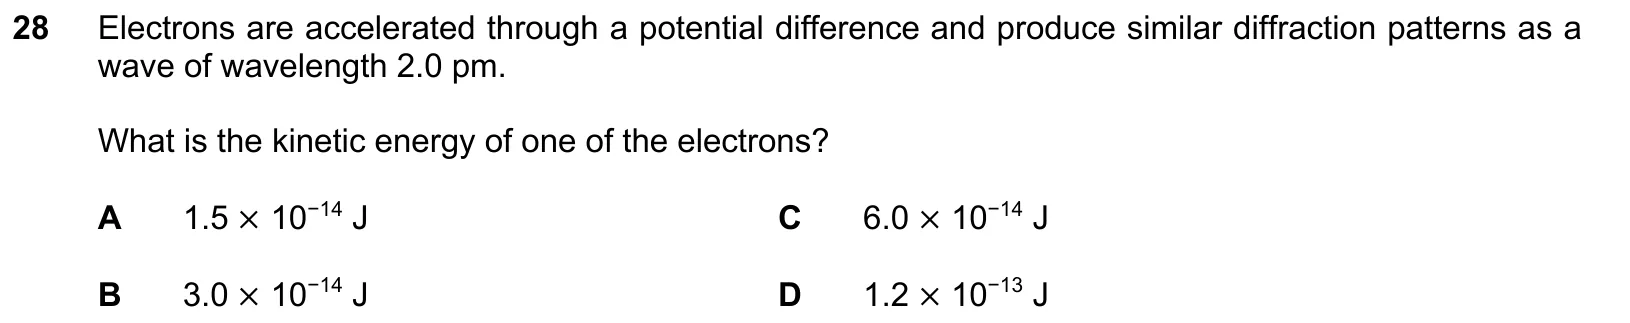 28 Electrons are accelerated through a potential difference and produce similar diffraction patterns as a
wave of wavelength 2.0 pm.
What is the kinetic energy of one of the electrons?
A 1.5 × 10⁻¹⁴ J C 6.0 × 10⁻¹⁴ J
B 3.0 × 10⁻¹⁴ J D 1.2 × 10⁻¹³ J